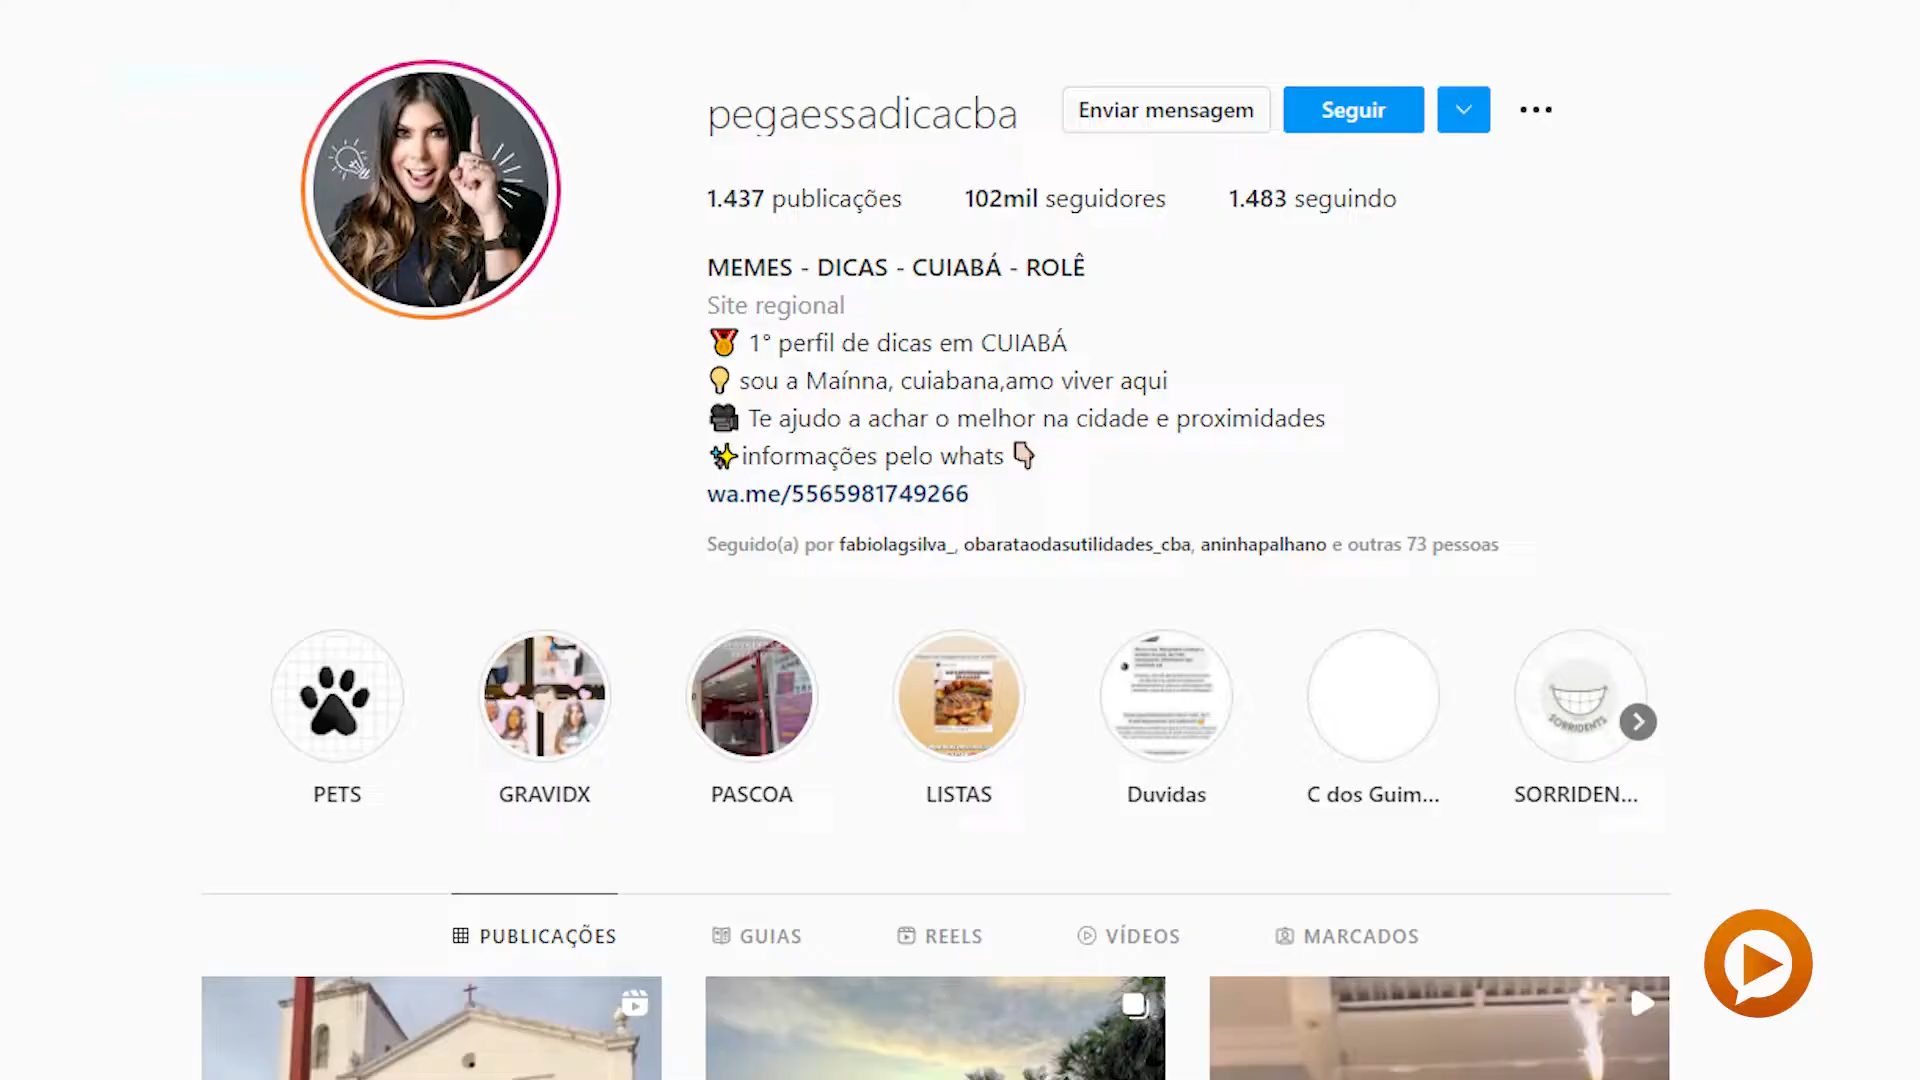 pegaessadicacba Enviar mensagem Seguir
1.437 publicações 102mil seguidores 1.483 seguindo
MEMES - DICAS - CUIABÁ - ROLÊ
Site regional
🏅 1° perfil de dicas em CUIABÁ
💡 sou a Maínna, cuiabana,amo viver aqui
🎥 Te ajudo a achar o melhor na cidade e proximidades
✨informações pelo whats 👇🏻
wa.me/5565981749266
Seguido(a) por fabiolagsilva_, obarataodasutilidades_cba, aninhapalhano e outras 73 pessoas
SORRIDENTS
PETS GRAVIDX PASCOA LISTAS Duvidas C dos Guim... SORRIDEN...
PUBLICAÇÕES GUIAS REELS VÍDEOS MARCADOS